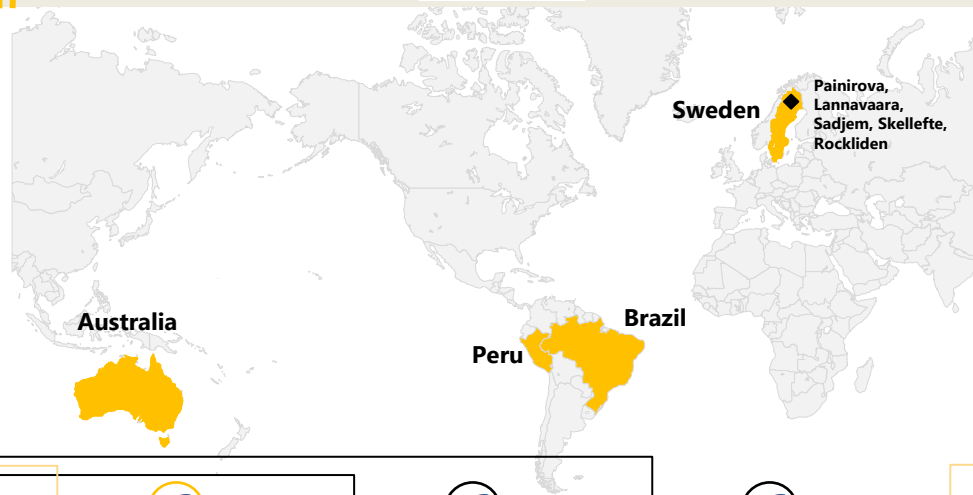 Sweden
Painirova,
Lannavaara,
Sadjem, Skellefte,
Rockliden
Australia
Brazil
Peru